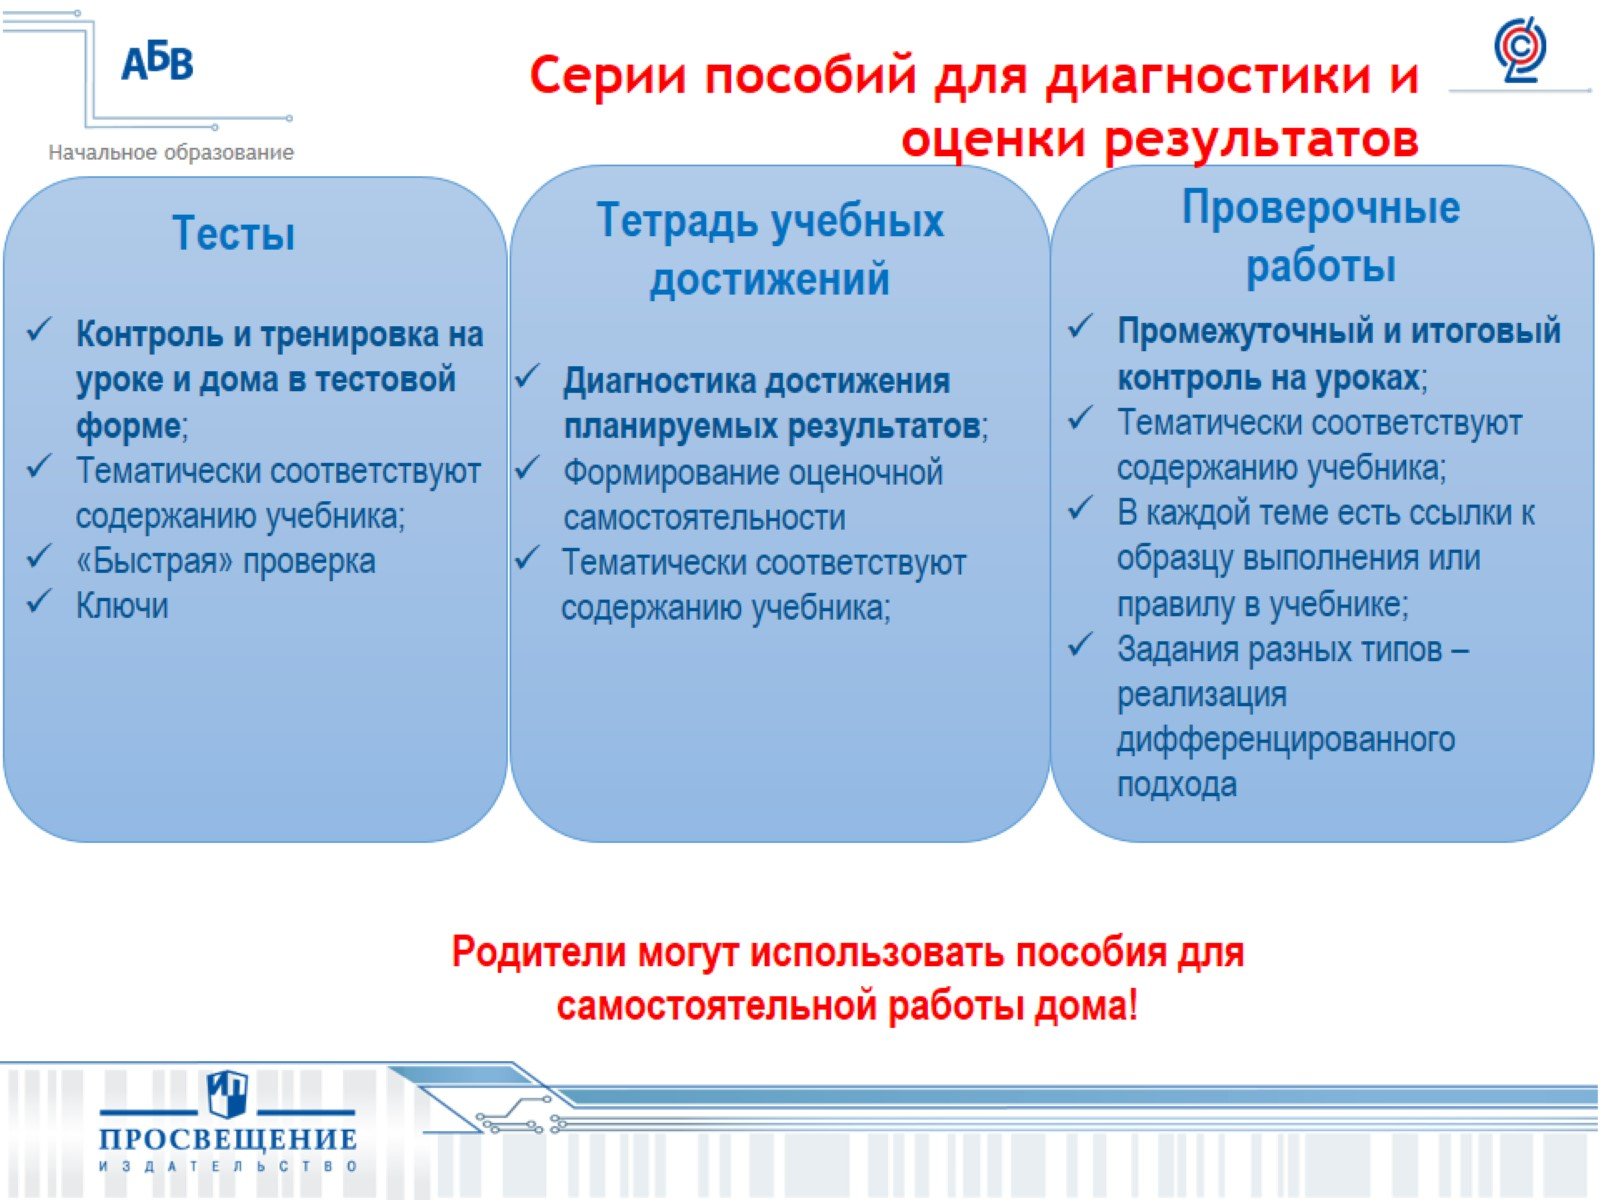 АБВ
Начальное образование
Серии пособий для диагностики и
оценки результатов
Тесты
✓ Контроль и тренировка на
уроке и дома в тестовой
форме;
✓ Тематически соответствуют
содержанию учебника;
✓ «Быстрая» проверка
✓ Ключи
Тетрадь учебных
достижений
✓ Диагностика достижения
планируемых результатов;
✓ Формирование оценочной
самостоятельности
✓ Тематически соответствуют
содержанию учебника;
Проверочные
работы
✓ Промежуточный и итоговый
контроль на уроках;
✓ Тематически соответствуют
содержанию учебника;
✓ В каждой теме есть ссылки к
образцу выполнения или
правилу в учебнике;
✓ Задания разных типов –
реализация
дифференцированного
подхода
Родители могут использовать пособия для
самостоятельной работы дома!
ИП
ПРОСВЕЩЕНИЕ
ИЗДАТЕЛЬСТВО